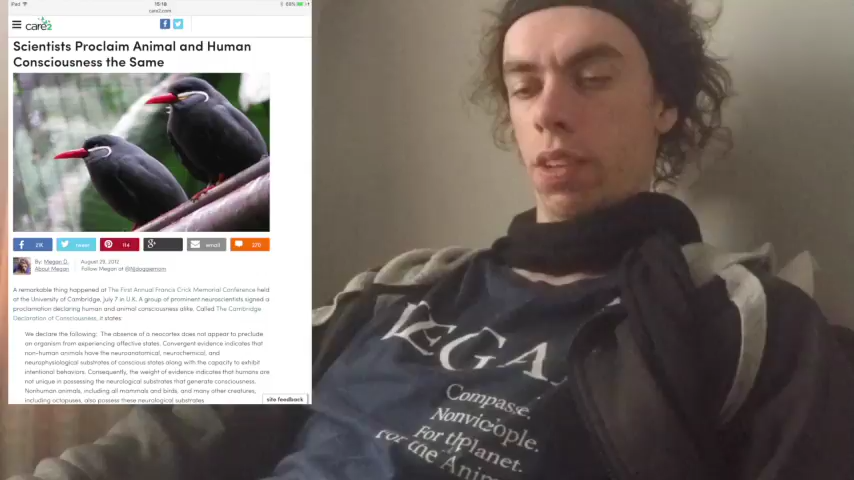 iPad
15:18
63%
care2.com
care2
Scientists Proclaim Animal and Human
Consciousness the Same
21K
tweet
114
email
270
By: Megan D.
About Megan
August 29, 2012
Follow Megan at
A remarkable thing happened at The First Annual Francis Crick Memorial Conference held
at the University of Cambridge, July 7 in U.K. A group of prominent neuroscientists signed a
proclamation declaring human and animal consciousness alike. Called The Cambridge
Declaration of Consciousness, it states:
We declare the following: The absence of a neocortex does not appear to preclude
an organism from experiencing affective states. Convergent evidence indicates that
non-human animals have the neuroanatomical, neurochemical, and
neurophysiological substrates of conscious states along with the capacity to exhibit
intentional behaviors. Consequently, the weight of evidence indicates that humans are
not unique in possessing the neurological substrates that generate consciousness.
Nonhuman animals, including all mammals and birds, and many other creatures,
including octopuses, also possess these neurological substrates
site feedback
VEGA
Compass.
Nonvi ople.
For th planet.
For the Anim